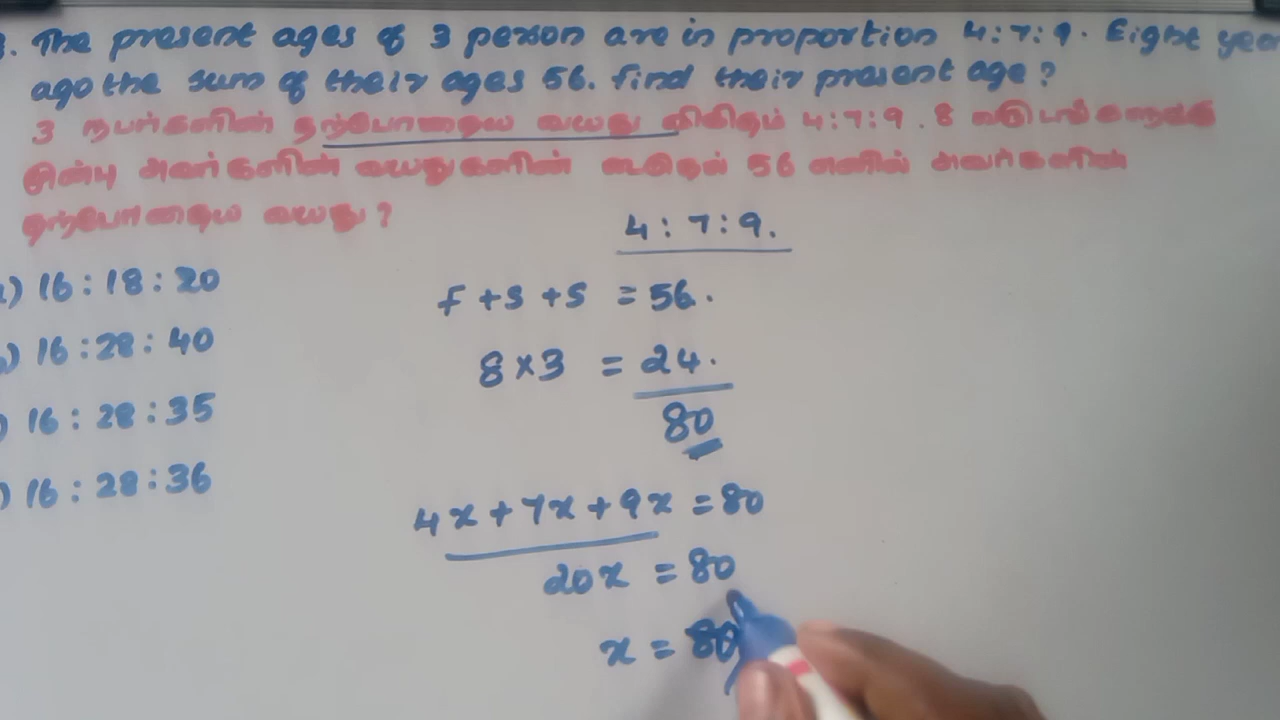 The present ages of 3 person are in proportion 4:7:9. Eight yea
ago the sum of their ages 56. Find their present age?
3 நபர்களின் தற்போதைய வயது விகிதம் 4:7:9. 8 வருடங்களுக்கு
முன்பு அவர்களின் வயதுகளின் கூடுதல் 56 எனில் அவர்களின்
தற்போதைய வயது?
4:7:9.
) 16:18:20
) 16:28:40
) 16:28:35
) 16:28:36
F+S+S = 56.
8×3 = 24.
80
4x+7x+9x = 80
20x = 80
x = 80